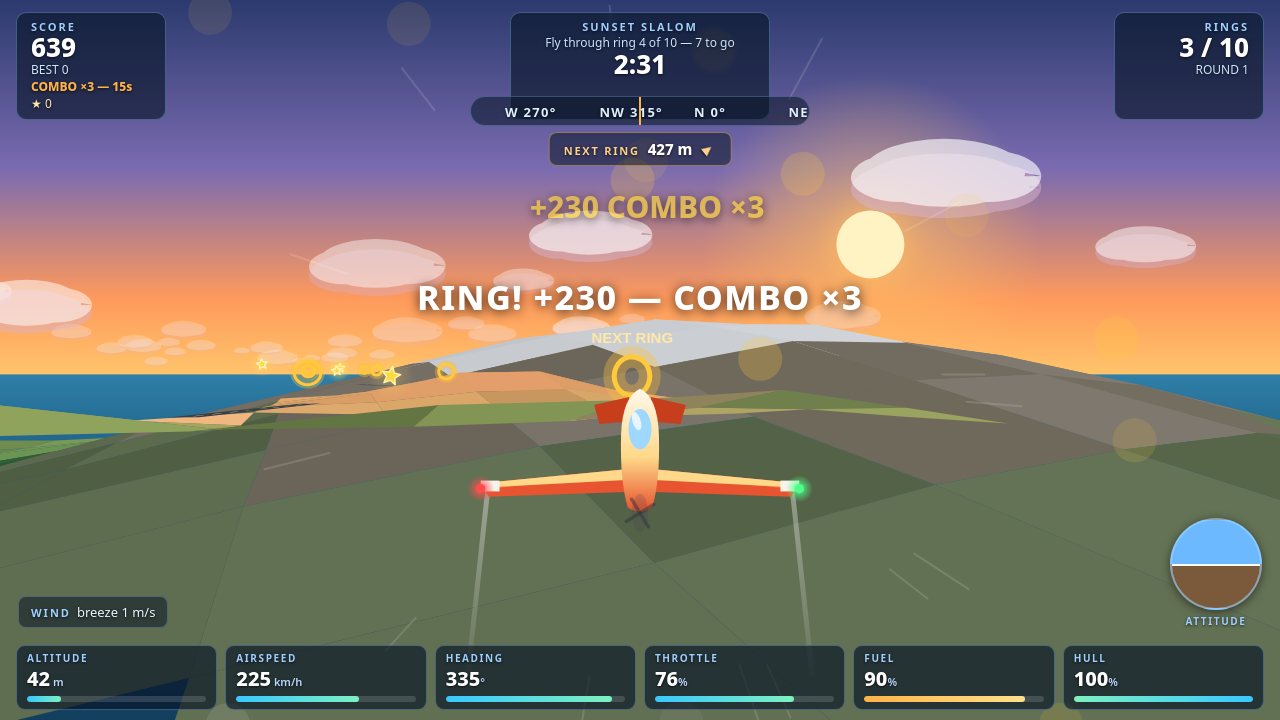 SCORE
639
BEST 0
COMBO ×3 — 15s
★ 0
SUNSET SLALOM
Fly through ring 4 of 10 — 7 to go
2:31
W 270° NW 315° N 0° NE
NEXT RING 427 m
RINGS
3 / 10
ROUND 1
+230 COMBO ×3
RING! +230 — COMBO ×3
NEXT RING
ATTITUDE
WIND breeze 1 m/s
ALTITUDE
42 m
AIRSPEED
225 km/h
HEADING
335°
THROTTLE
76%
FUEL
90%
HULL
100%